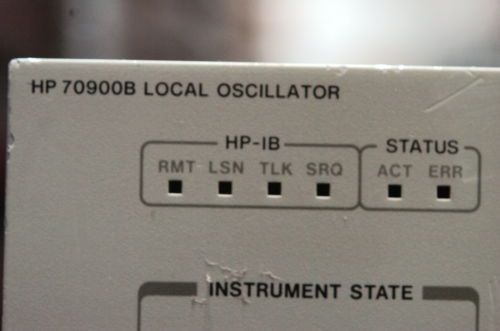 HP 70900B LOCAL OSCILLATOR
HP-IB STATUS
RMT LSN TLK SRQ ACT ERR
INSTRUMENT STATE